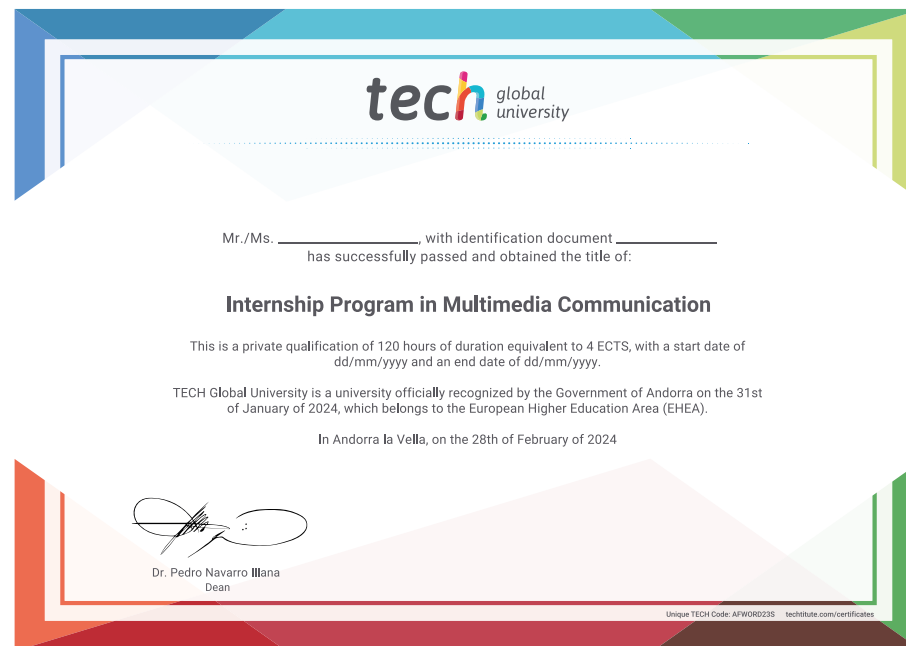 tech global university
Mr./Ms. ____________, with identification document ____________
has successfully passed and obtained the title of:
Internship Program in Multimedia Communication
This is a private qualification of 120 hours of duration equivalent to 4 ECTS, with a start date of
dd/mm/yyyy and an end date of dd/mm/yyyy.
TECH Global University is a university officially recognized by the Government of Andorra on the 31st
of January of 2024, which belongs to the European Higher Education Area (EHEA).
In Andorra la Vella, on the 28th of February of 2024
Dr. Pedro Navarro Illana
Dean
Unique TECH Code: AFWORD23S techtitute.com/certificates